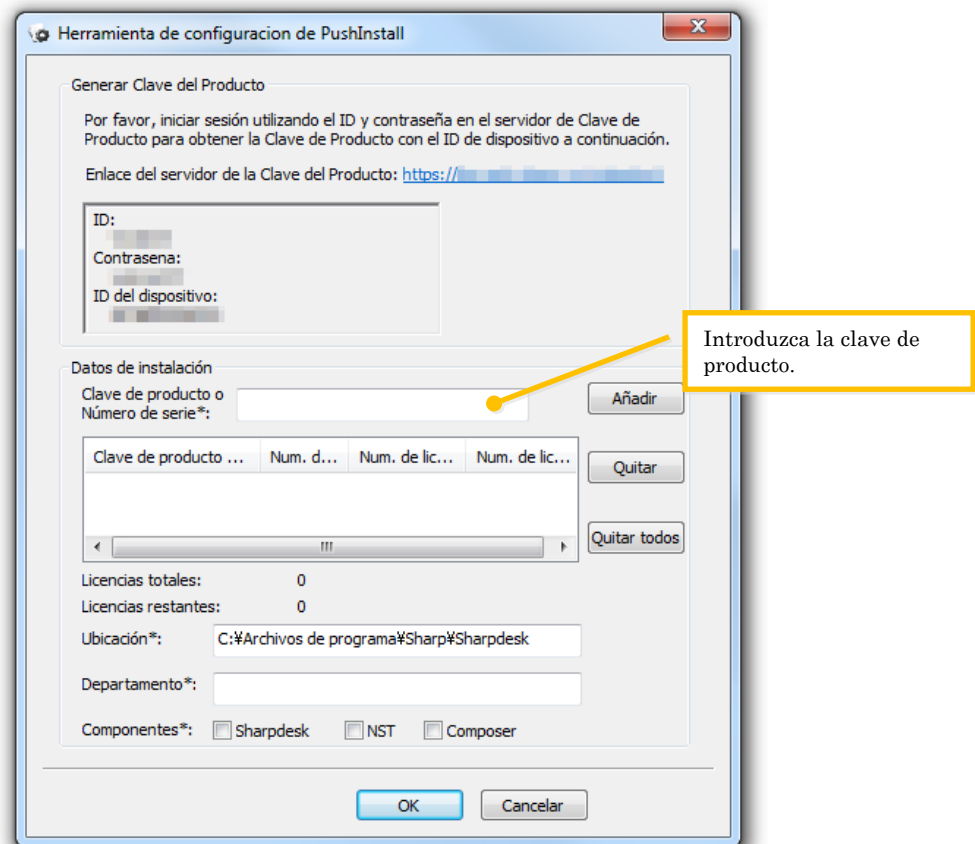 Herramienta de configuracion de PushInstall
Generar Clave del Producto
Por favor, iniciar sesión utilizando el ID y contraseña en el servidor de Clave de
Producto para obtener la Clave de Producto con el ID de dispositivo a continuación.
Enlace del servidor de la Clave del Producto: https://
ID:
Contrasena:
ID del dispositivo:
Introduzca la clave de
producto.
Datos de instalación
Clave de producto o
Número de serie*:
Añadir
Clave de producto ... Num. d... Num. de lic... Num. de lic...
Quitar
Quitar todos
Licencias totales: 0
Licencias restantes: 0
Ubicación*: C:¥Archivos de programa¥Sharp¥Sharpdesk
Departamento*:
Componentes*: Sharpdesk NST Composer
OK Cancelar